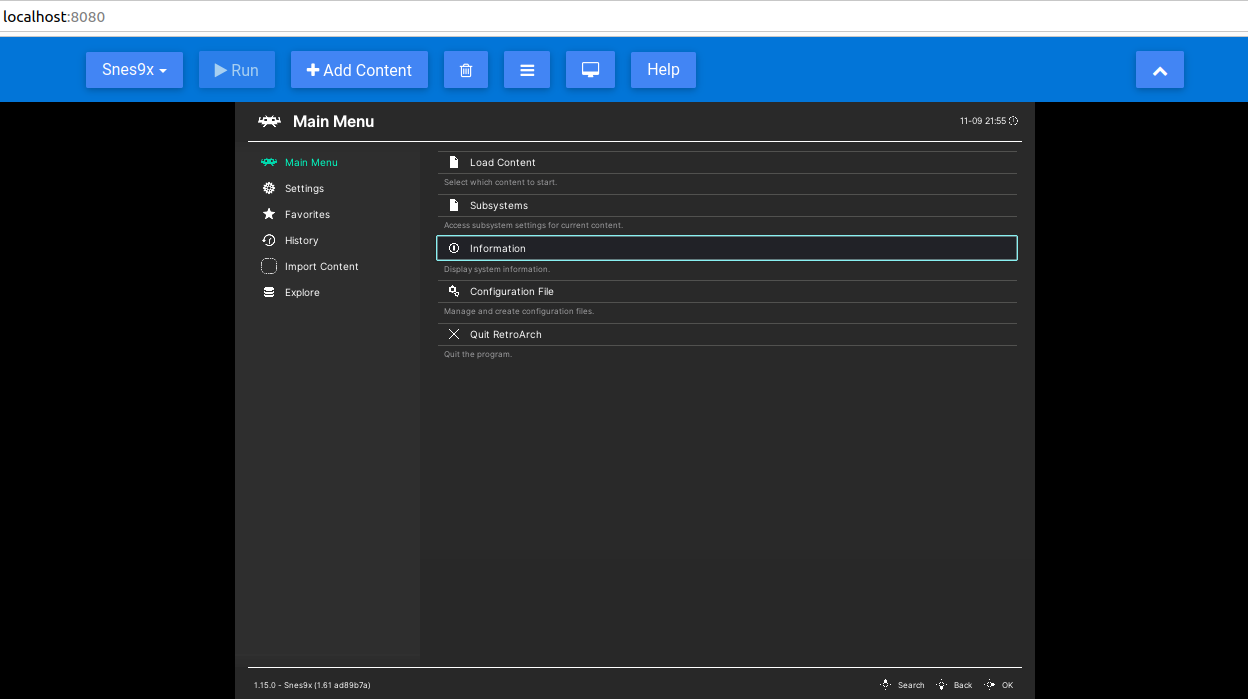 localhost:8080
Snes9x Run Add Content Help
Main Menu 11-09 21:55
Main Menu
Settings
Favorites
History
Import Content
Explore
Load Content
Select which content to start.
Subsystems
Access subsystem settings for current content.
Information
Display system information.
Configuration File
Manage and create configuration files.
Quit RetroArch
Quit the program.
1.15.0 - Snes9x (1.61 ad89b7a) Search Back OK